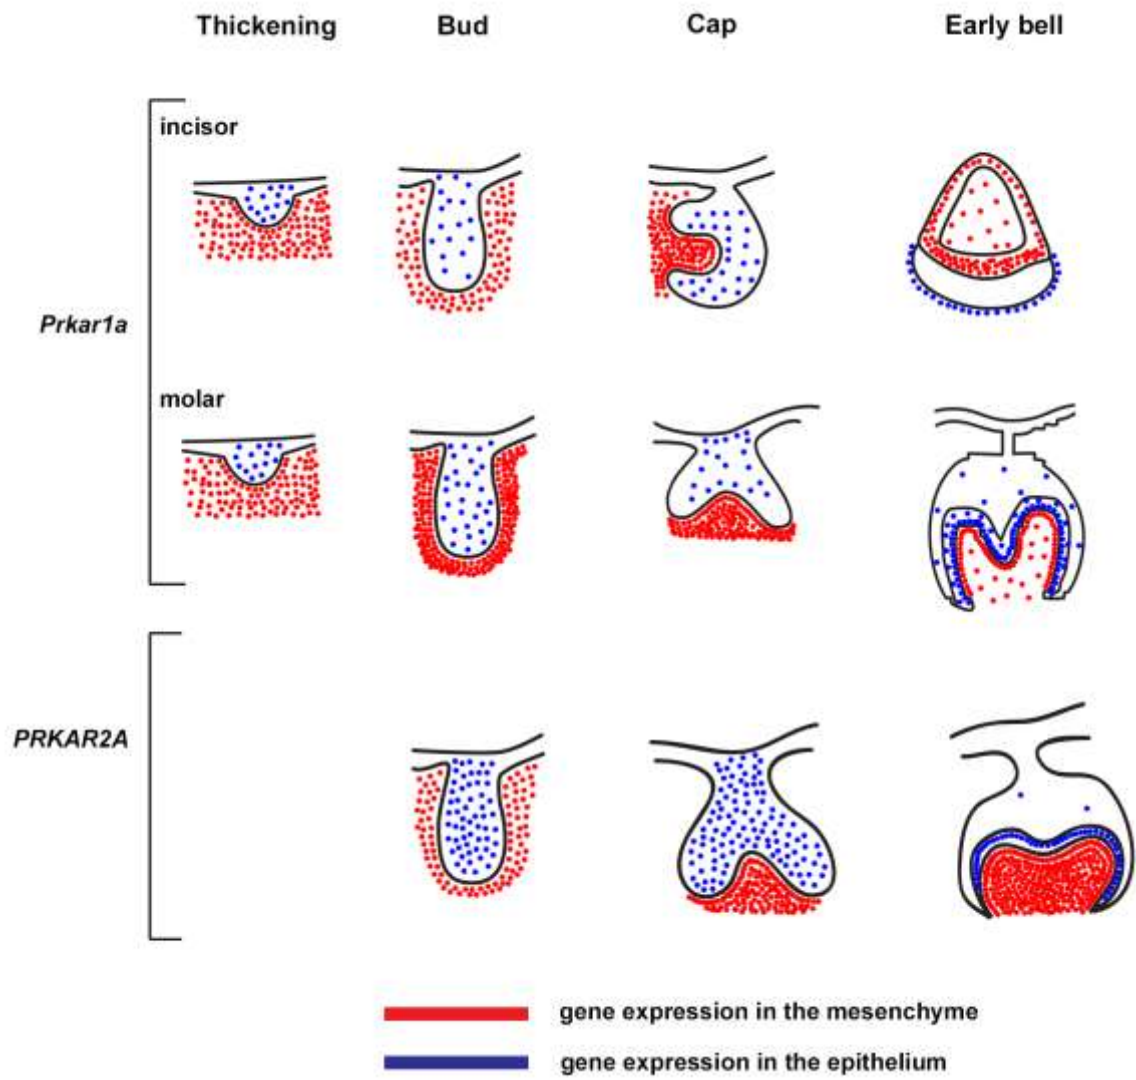 Thickening Bud Cap Early bell
incisor
Prkar1a
molar
PRKAR2A
gene expression in the mesenchyme
gene expression in the epithelium